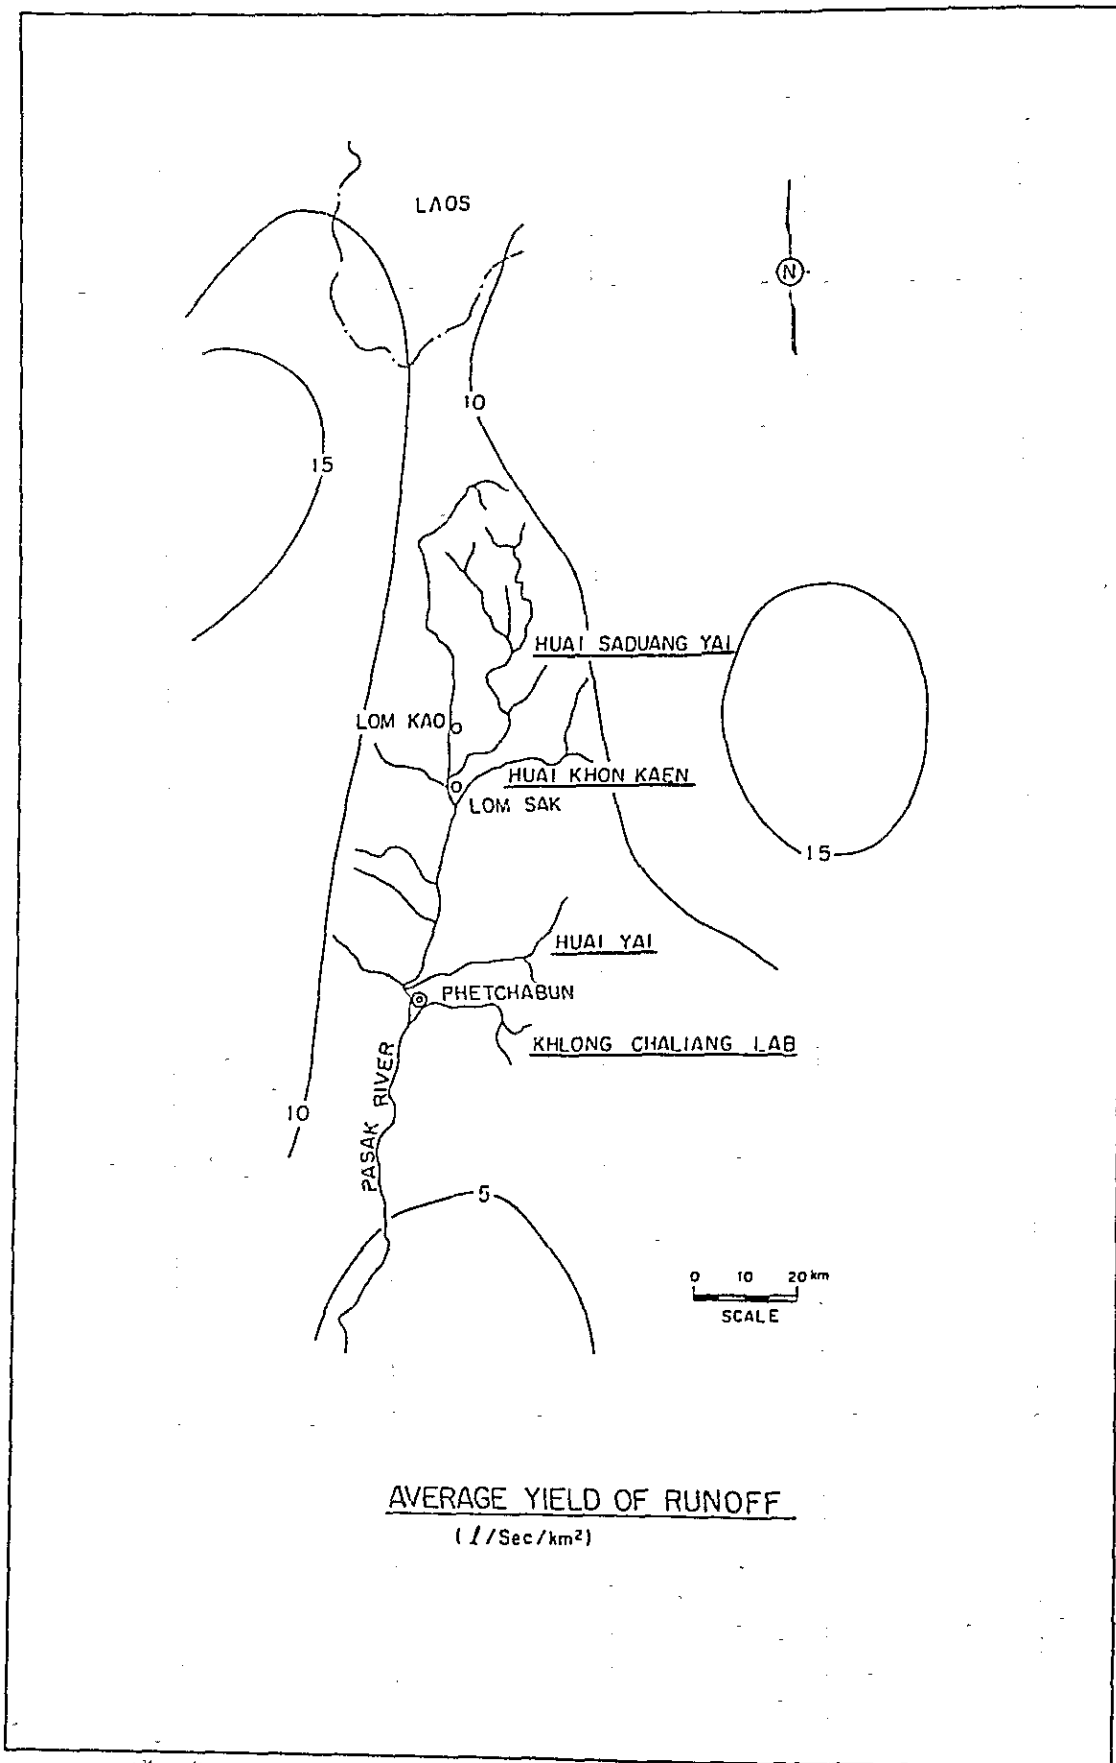 LAOS
N
10
15
HUAI SADUANG YAI
LOM KAO
HUAI KHON KAEN
LOM SAK
15
HUAI YAI
PHETCHABUN
KHLONG CHALIANG LAB
PASAK RIVER
10
5
0 10 20 km
SCALE
AVERAGE YIELD OF RUNOFF
(l/Sec/km²)